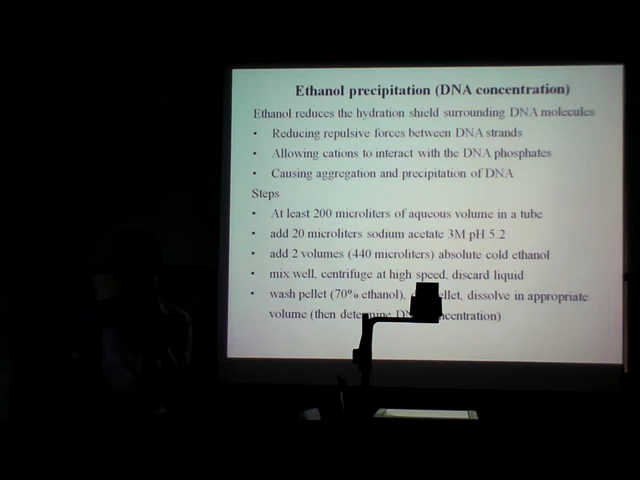 Ethanol precipitation (DNA concentration)
Ethanol reduces the hydration shield surrounding DNA molecules
• Reducing repulsive forces between DNA strands
• Allowing cations to interact with the DNA phosphates
• Causing aggregation and precipitation of DNA
Steps
• At least 200 microliters of aqueous volume in a tube
• add 20 microliters sodium acetate 3M pH 5.2
• add 2 volumes (440 microliters) absolute cold ethanol
• mix well, centrifuge at high speed, discard liquid
• wash pellet (70% ethanol), pellet, dissolve in appropriate
volume (then determine DNA concentration)